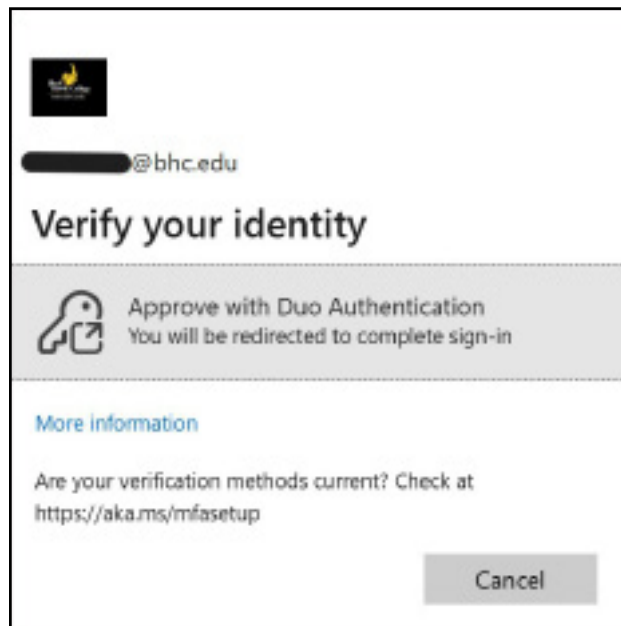 @bhc.edu
Verify your identity
Approve with Duo Authentication
You will be redirected to complete sign-in
More information
Are your verification methods current? Check at
https://aka.ms/mfasetup
Cancel